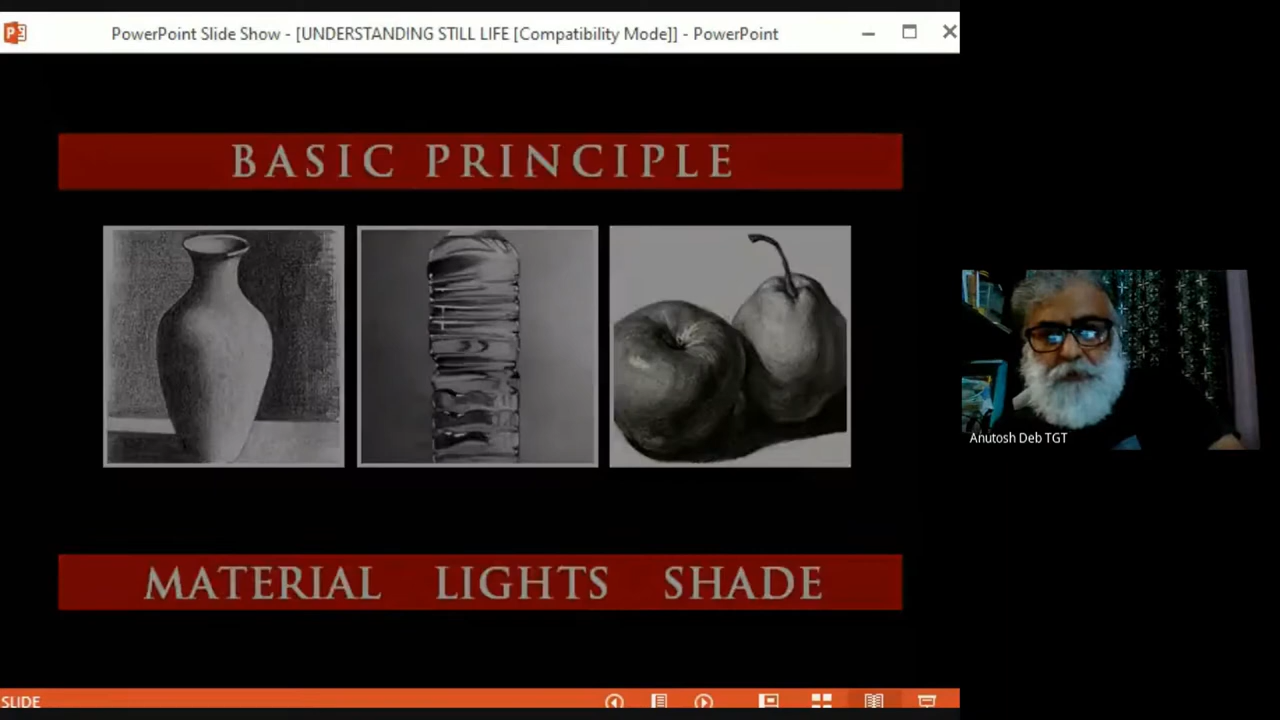 PowerPoint Slide Show - [UNDERSTANDING STILL LIFE [Compatibility Mode]] - PowerPoint
BASIC PRINCIPLE
MATERIAL LIGHTS SHADE
Anutosh Deb TGT
SLIDE